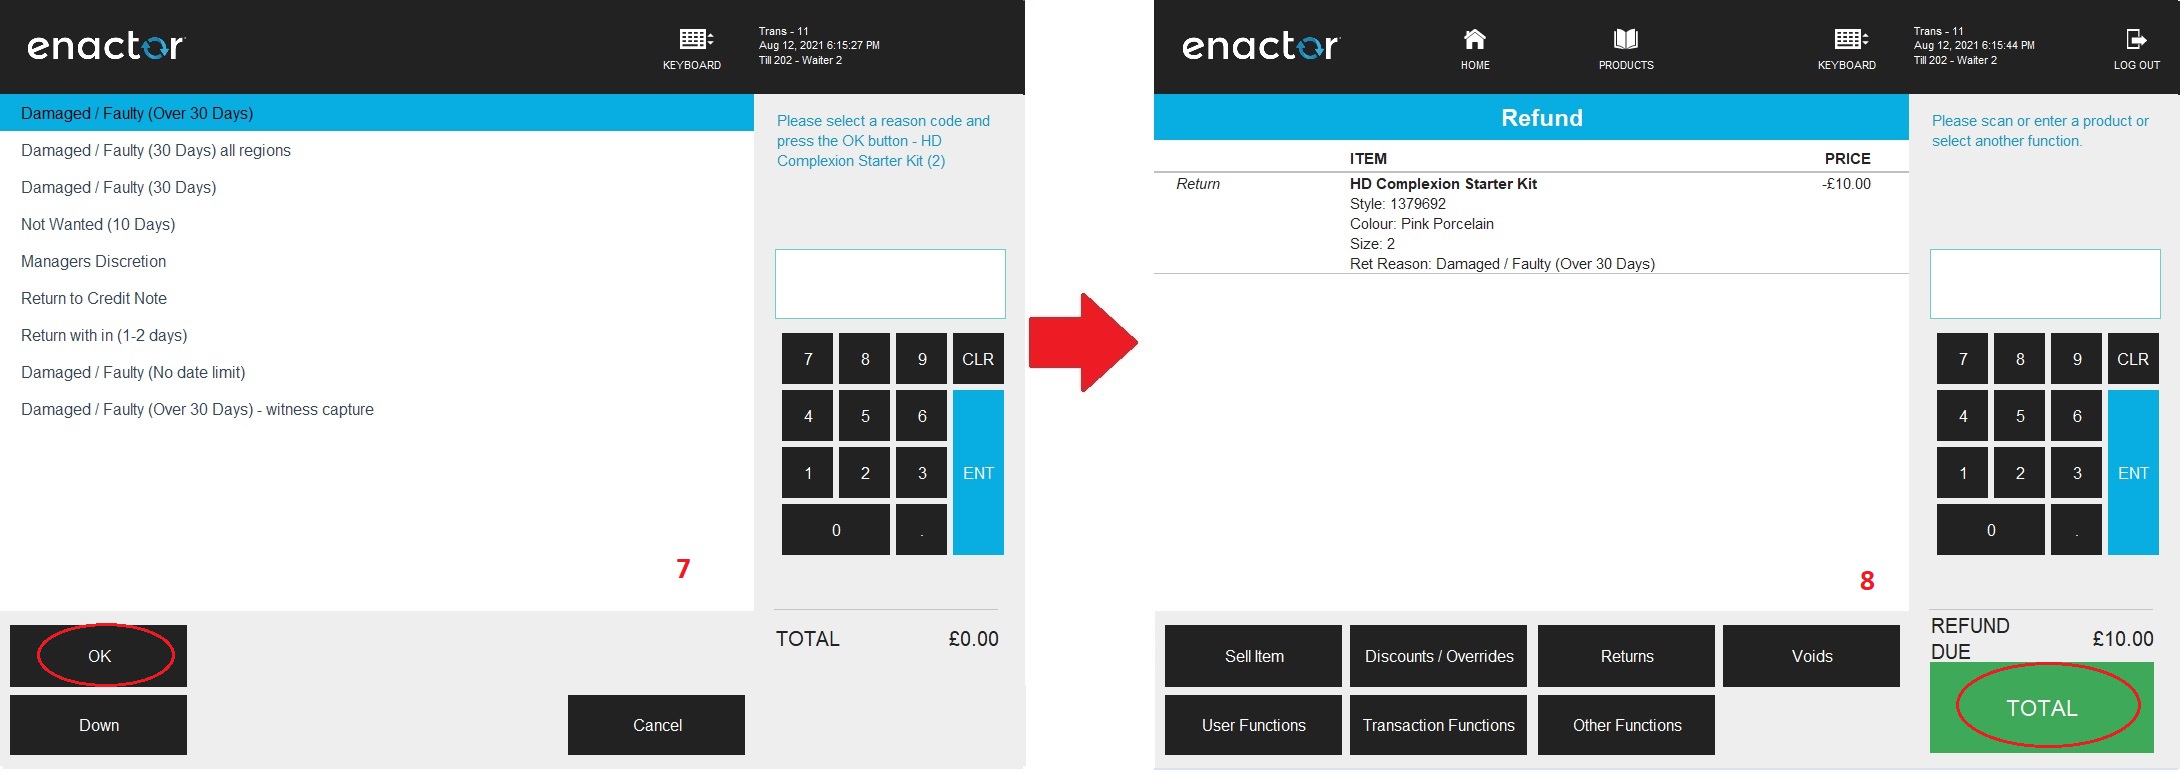 enactor
KEYBOARD
Trans - 11
Aug 12, 2021 6:15:27 PM
Till 202 - Waiter 2
Damaged / Faulty (Over 30 Days)
Damaged / Faulty (30 Days) all regions
Damaged / Faulty (30 Days)
Not Wanted (10 Days)
Managers Discretion
Return to Credit Note
Return with in (1-2 days)
Damaged / Faulty (No date limit)
Damaged / Faulty (Over 30 Days) - witness capture
Please select a reason code and
press the OK button - HD
Complexion Starter Kit (2)
7 8 9 CLR
4 5 6
1 2 3 ENT
0 .
7
TOTAL £0.00
OK
Down
Cancel
enactor
HOME
PRODUCTS
KEYBOARD
Trans - 11
Aug 12, 2021 6:15:44 PM
Till 202 - Waiter 2
LOG OUT
Refund
ITEM PRICE
Return HD Complexion Starter Kit -£10.00
Style: 1379692
Colour: Pink Porcelain
Size: 2
Ret Reason: Damaged / Faulty (Over 30 Days)
Please scan or enter a product or
select another function.
7 8 9 CLR
4 5 6
1 2 3 ENT
0 .
8
REFUND
DUE £10.00
TOTAL
Sell Item Discounts / Overrides Returns Voids
User Functions Transaction Functions Other Functions